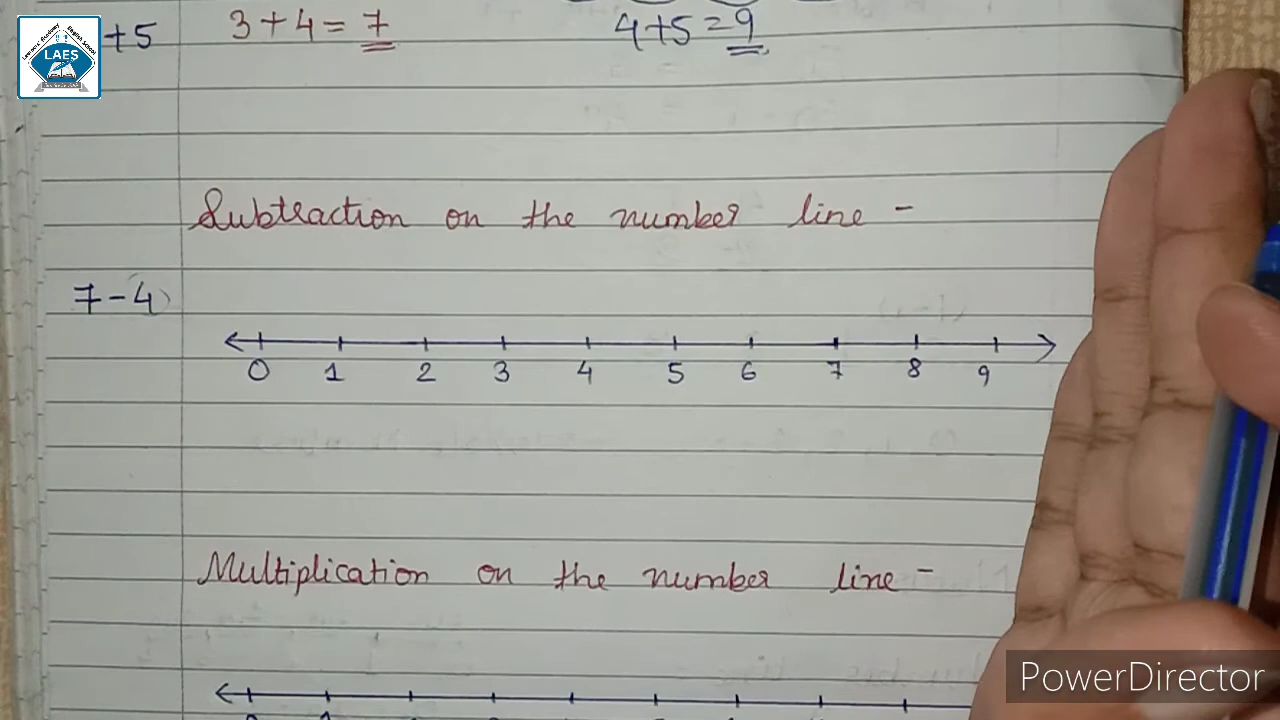 LAES
+5 3+4=7 4+5=9
Subtraction on the number line -
7-4
0 1 2 3 4 5 6 7 8 9
Multiplication on the number line -
PowerDirector